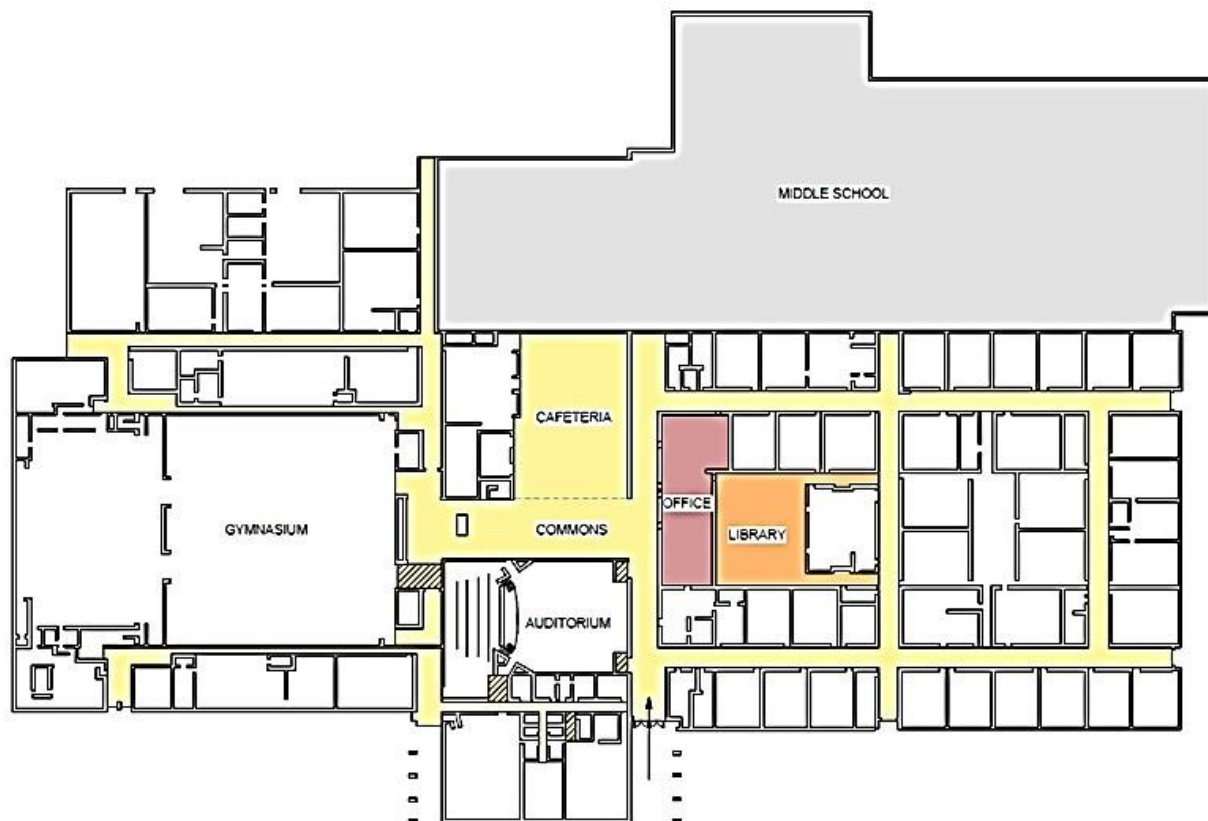 MIDDLE SCHOOL
CAFETERIA
OFFICE
GYMNASIUM
COMMONS
LIBRARY
AUDITORIUM